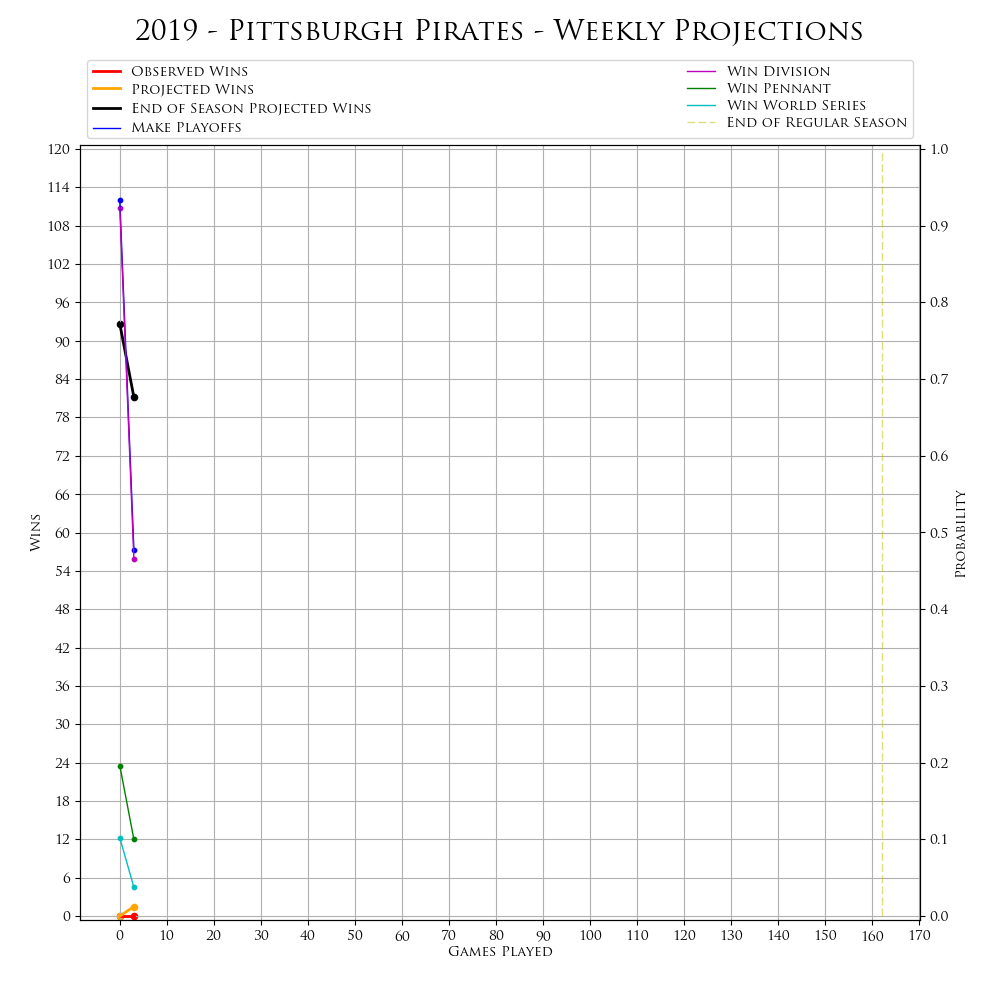 2019 - Pittsburgh Pirates - Weekly Projections
Observed Wins
Projected Wins
End of Season Projected Wins
Make Playoffs
Win Division
Win Pennant
Win World Series
End of Regular Season
120
114
108
102
96
90
84
78
72
66
60
54
48
42
36
30
24
18
12
6
0
Wins
1.0
0.9
0.8
0.7
0.6
0.5
0.4
0.3
0.2
0.1
0.0
Probability
0 10 20 30 40 50 60 70 80 90 100 110 120 130 140 150 160 170
Games Played